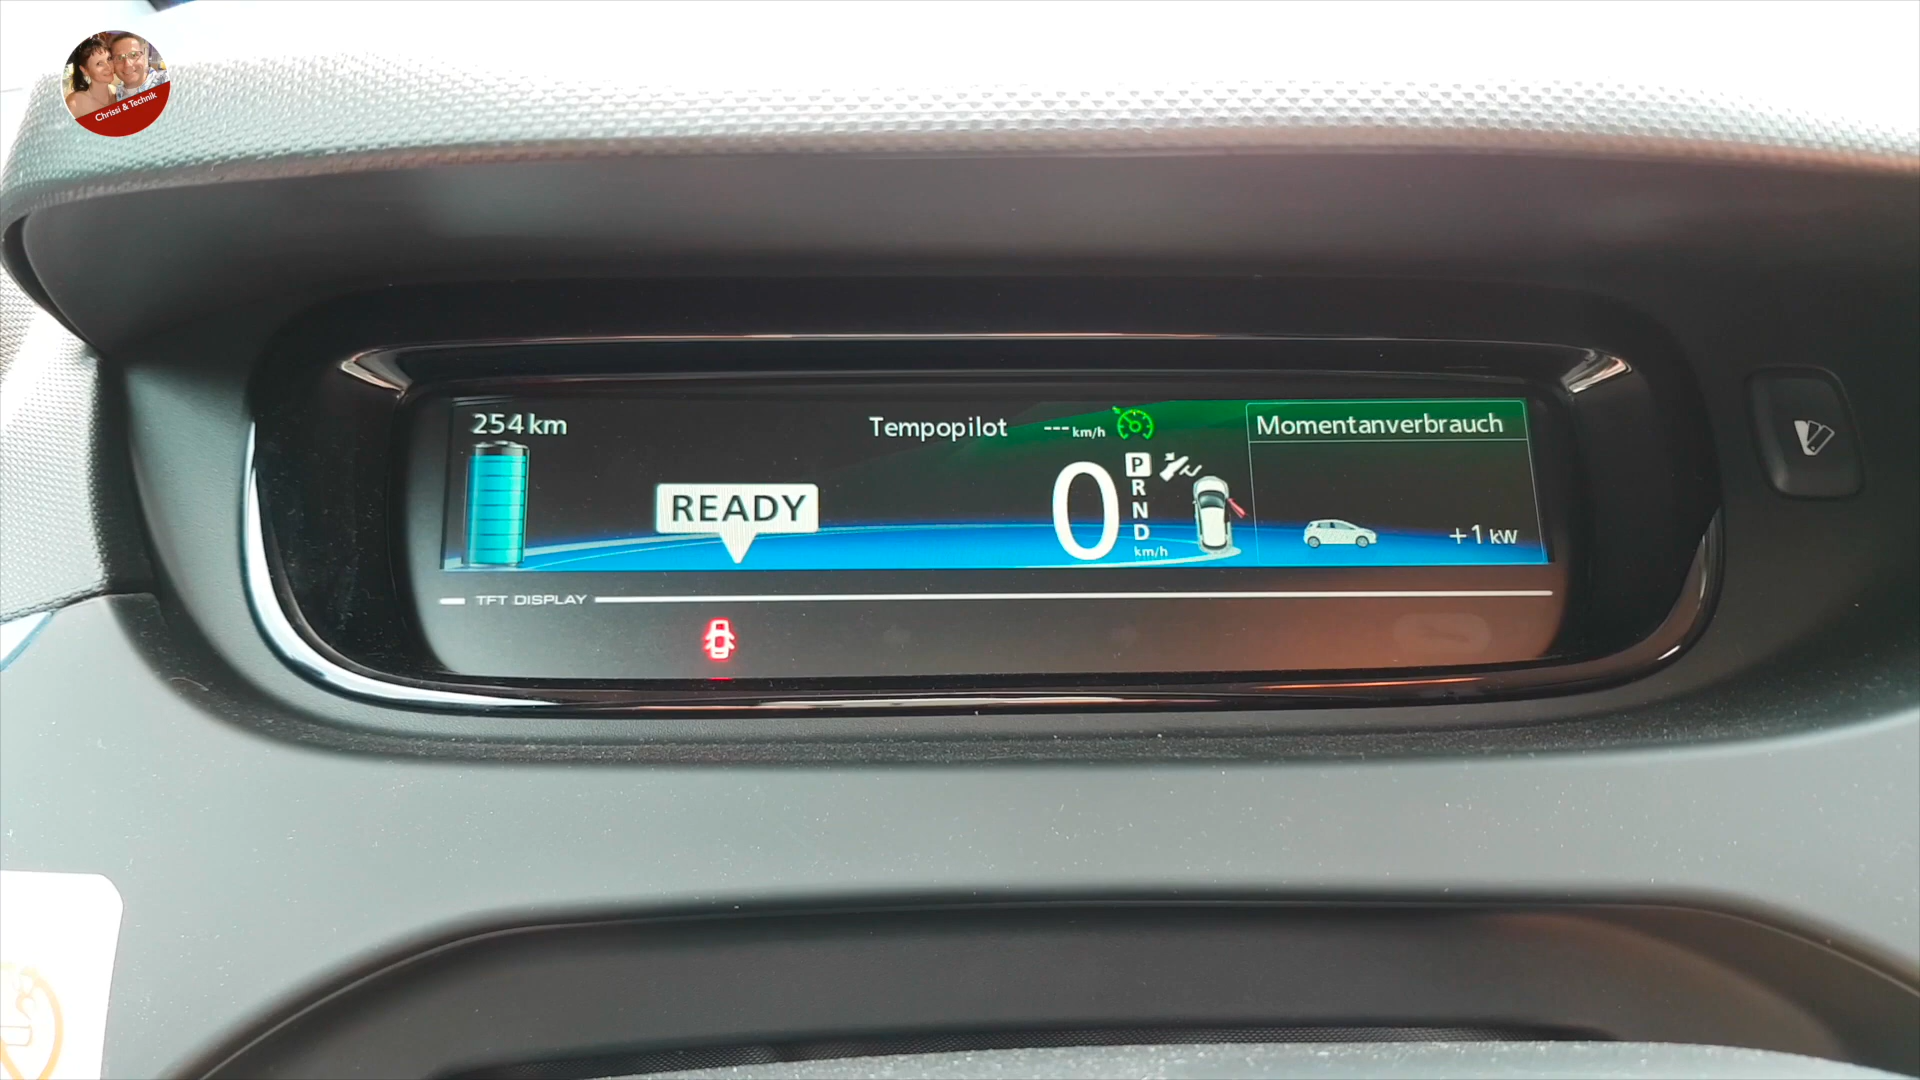 Chrissi & Technik
254 km
Tempopilot --- km/h
Momentanverbrauch
READY
0
P
R
N
D
km/h
+1 kW
TFT DISPLAY